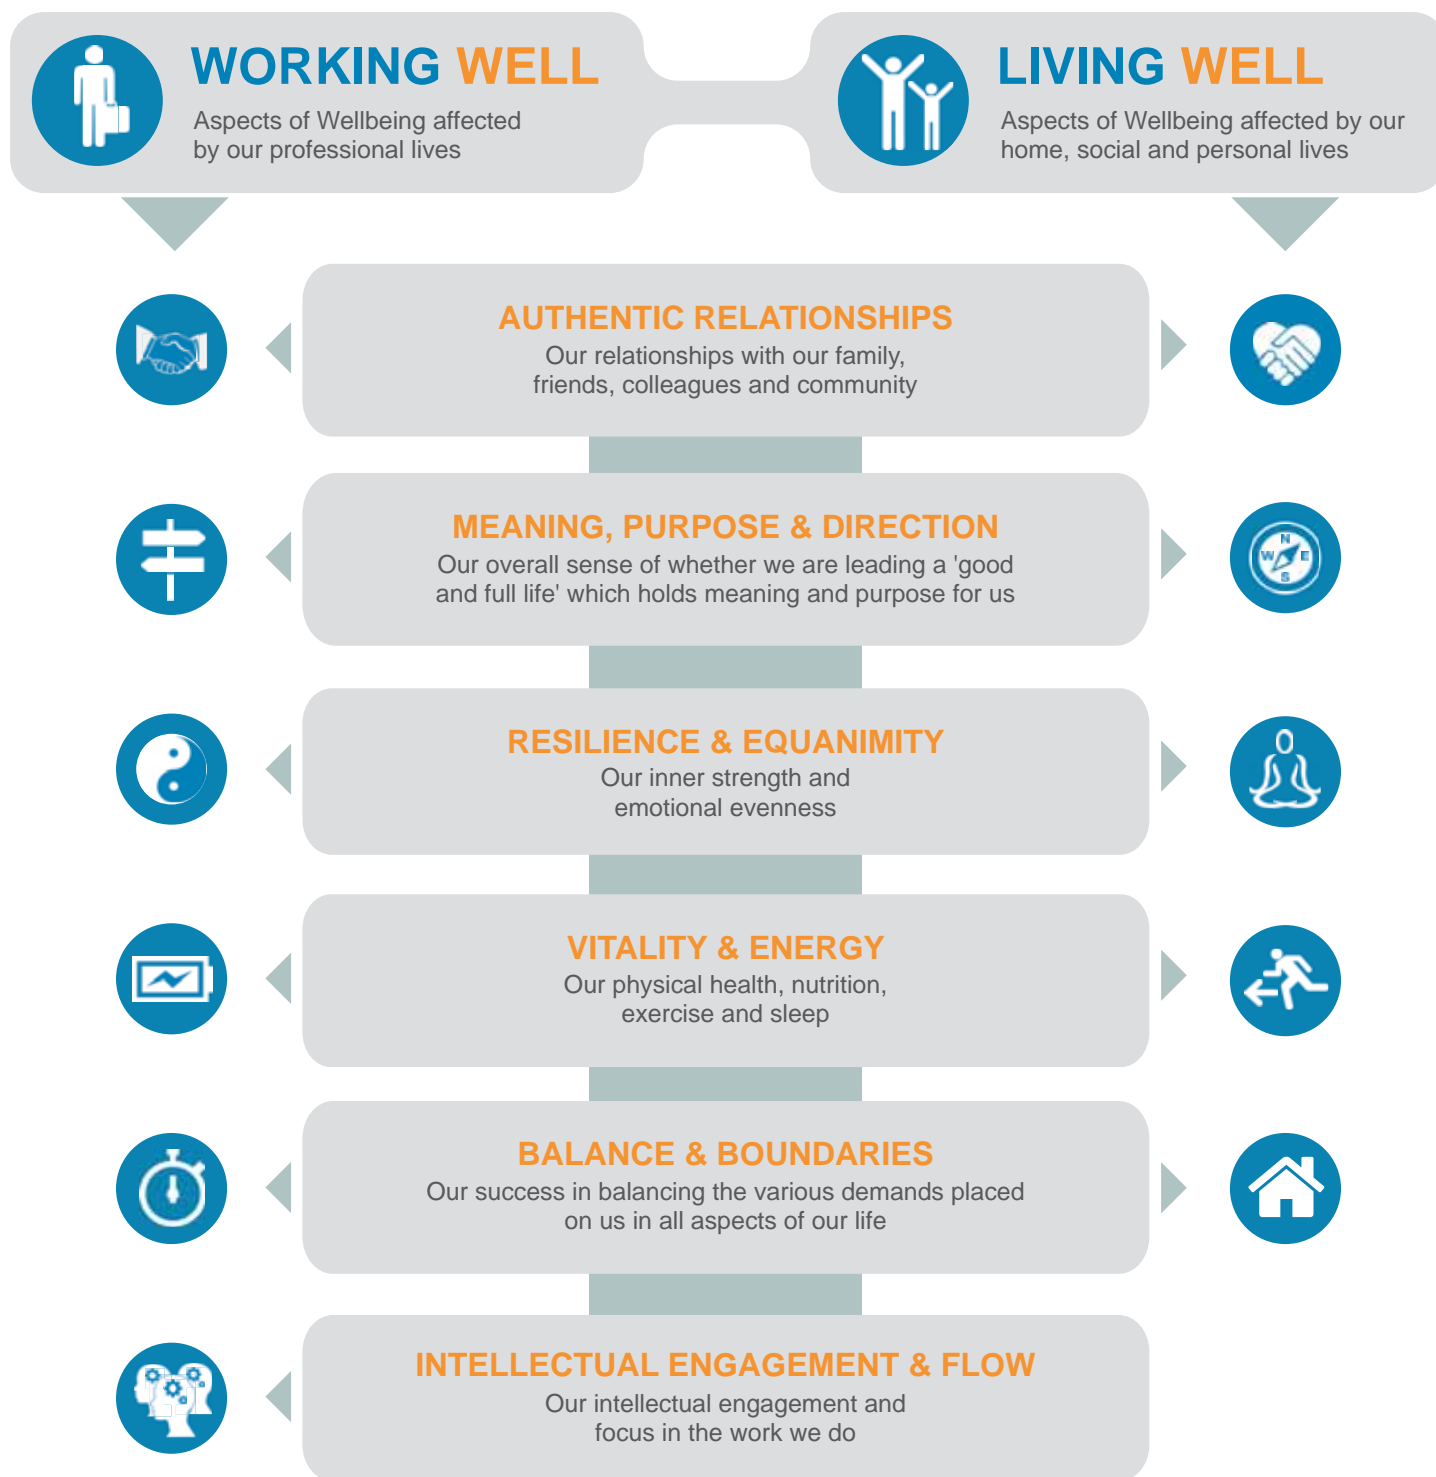 WORKING WELL
Aspects of Wellbeing affected
by our professional lives
LIVING WELL
Aspects of Wellbeing affected by our
home, social and personal lives
AUTHENTIC RELATIONSHIPS
Our relationships with our family,
friends, colleagues and community
MEANING, PURPOSE & DIRECTION
Our overall sense of whether we are leading a 'good
and full life' which holds meaning and purpose for us
N
W E
S
RESILIENCE & EQUANIMITY
Our inner strength and
emotional evenness
VITALITY & ENERGY
Our physical health, nutrition,
exercise and sleep
BALANCE & BOUNDARIES
Our success in balancing the various demands placed
on us in all aspects of our life
INTELLECTUAL ENGAGEMENT & FLOW
Our intellectual engagement and
focus in the work we do